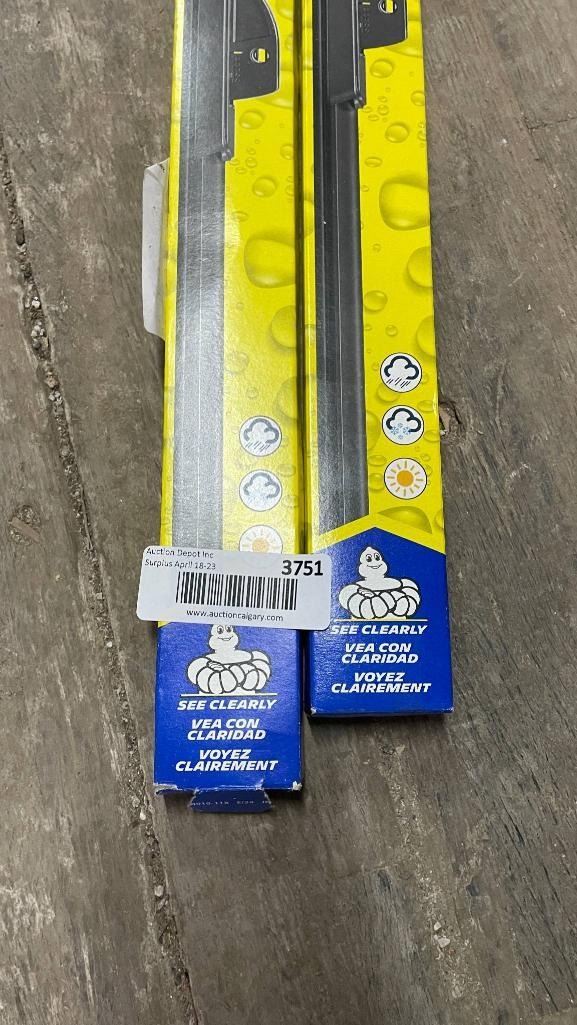 Auction Depot Inc
Surplus April 18-23
3751
www.auctioncalgary.com
SEE CLEARLY
VEA CON
CLARIDAD
VOYEZ
CLAIREMENT
SEE CLEARLY
VEA CON
CLARIDAD
VOYEZ
CLAIREMENT